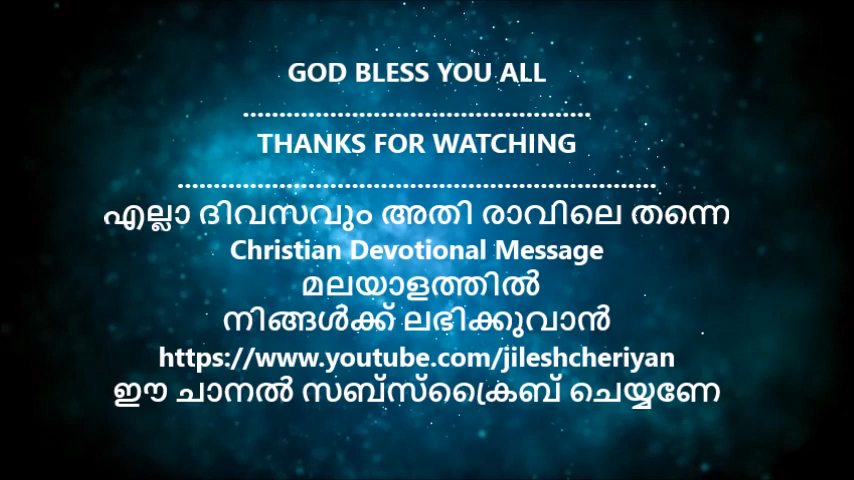 GOD BLESS YOU ALL
................................................
THANKS FOR WATCHING
..................................................................
എല്ലാ ദിവസവും അതി രാവിലെ തന്നെ
Christian Devotional Message
മലയാളത്തിൽ
നിങ്ങൾക്ക് ലഭിക്കുവാൻ
https://www.youtube.com/jileshcheriyan
ഈ ചാനൽ സബ്സ്ക്രൈബ് ചെയ്യണേ